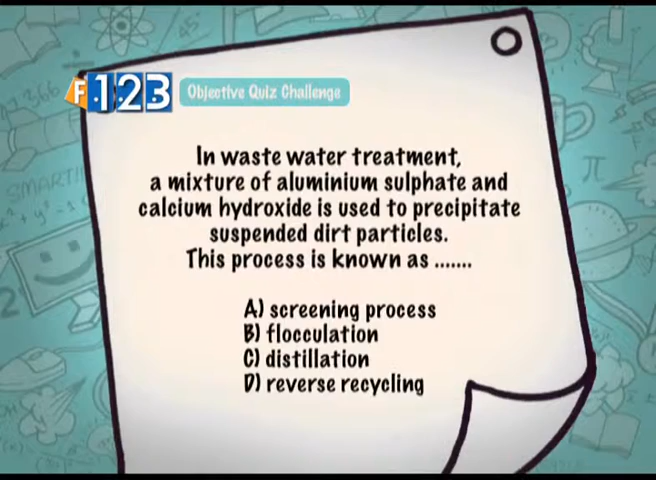 F 123 Objective Quiz Challenge
In waste water treatment,
a mixture of aluminium sulphate and
calcium hydroxide is used to precipitate
suspended dirt particles.
This process is known as .......
A) screening process
B) flocculation
C) distillation
D) reverse recycling